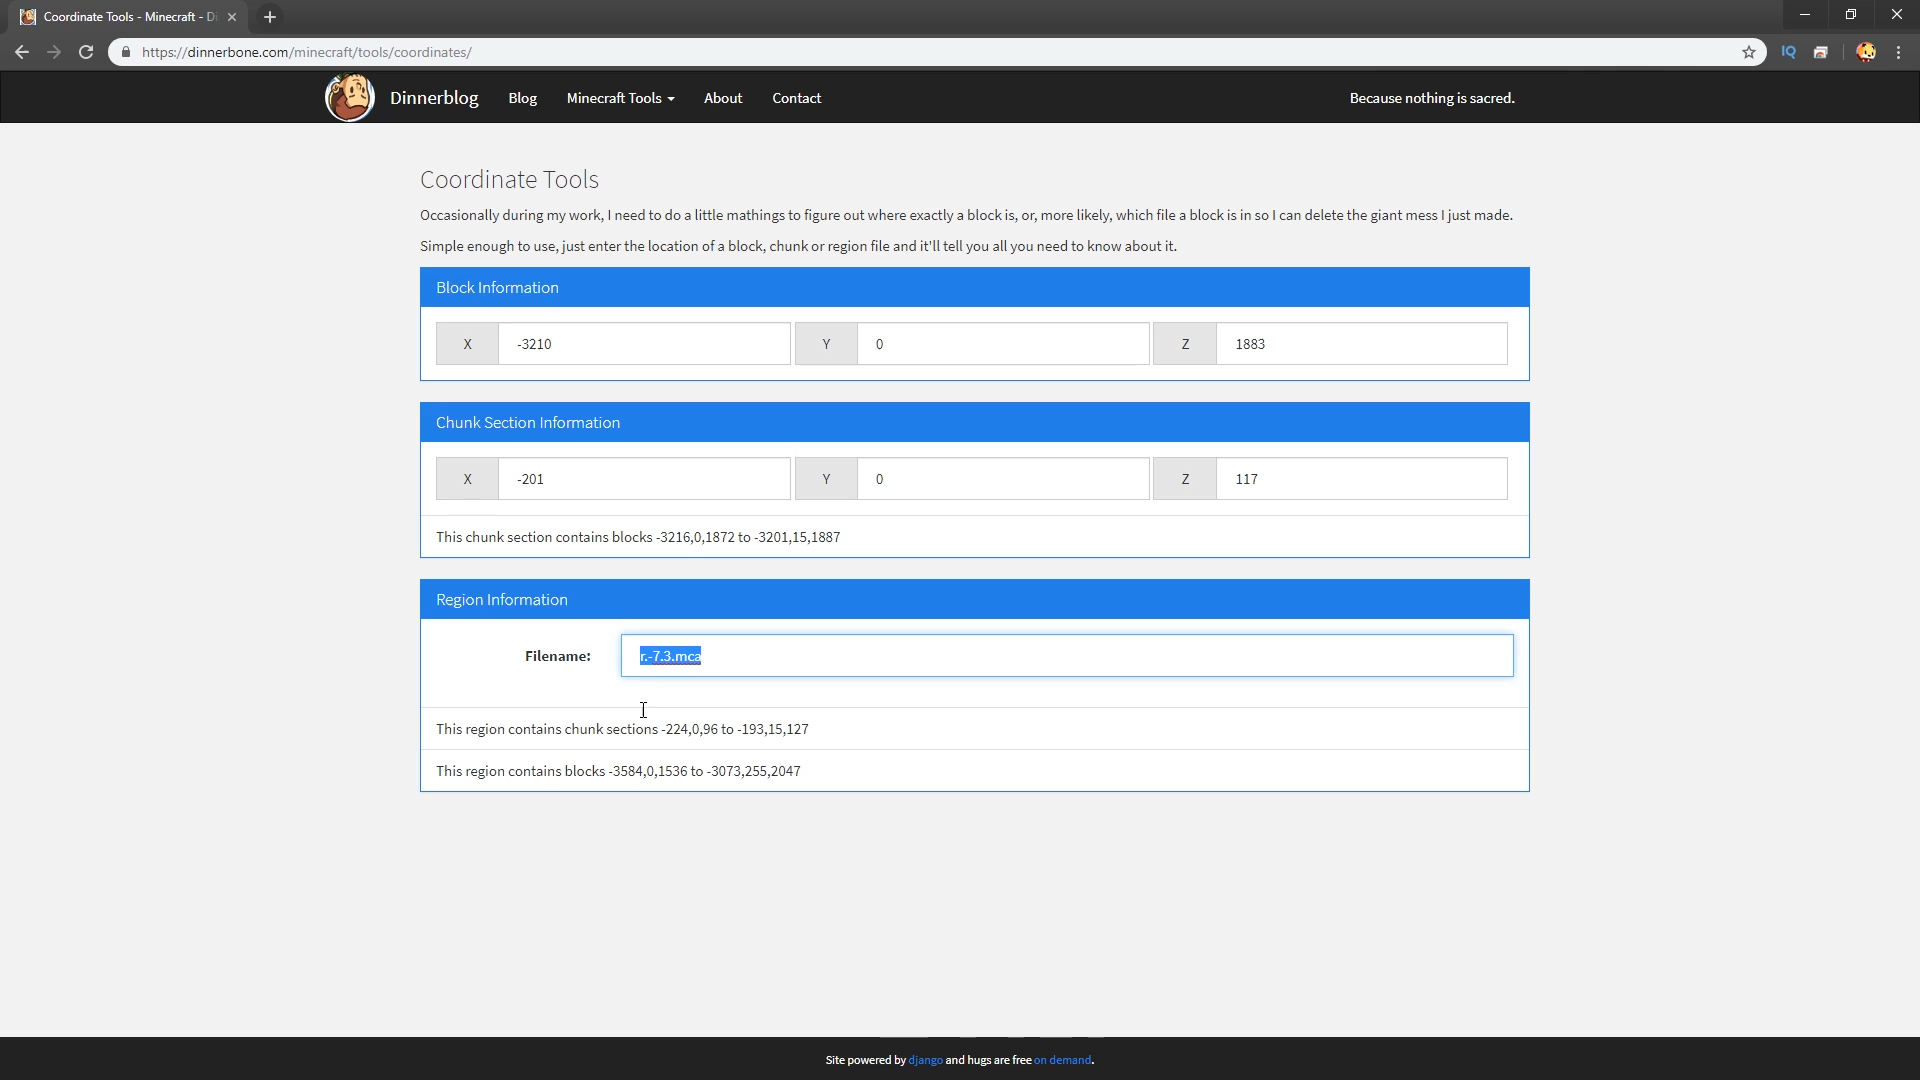 Coordinate Tools - Minecraft - Di
https://dinnerbone.com/minecraft/tools/coordinates/
IQ
Dinnerblog Blog Minecraft Tools About Contact Because nothing is sacred.
Coordinate Tools
Occasionally during my work, I need to do a little mathings to figure out where exactly a block is, or, more likely, which file a block is in so I can delete the giant mess I just made.
Simple enough to use, just enter the location of a block, chunk or region file and it'll tell you all you need to know about it.
Block Information
X -3210 Y 0 Z 1883
Chunk Section Information
X -201 Y 0 Z 117
This chunk section contains blocks -3216,0,1872 to -3201,15,1887
Region Information
Filename: r.-7.3.mca
This region contains chunk sections -224,0,96 to -193,15,127
This region contains blocks -3584,0,1536 to -3073,255,2047
Site powered by django and hugs are free on demand.